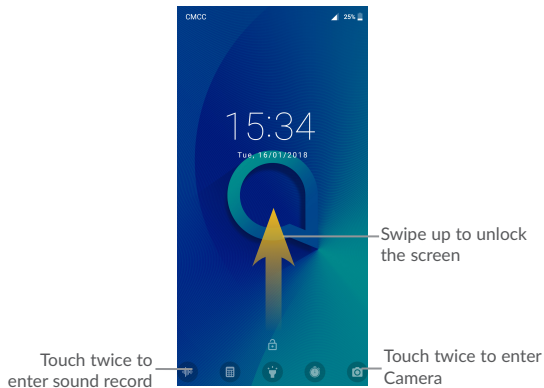 CMCC 25%
15:34
Tue, 16/01/2018
Swipe up to unlock
the screen
Touch twice to
enter sound record
Touch twice to enter
Camera